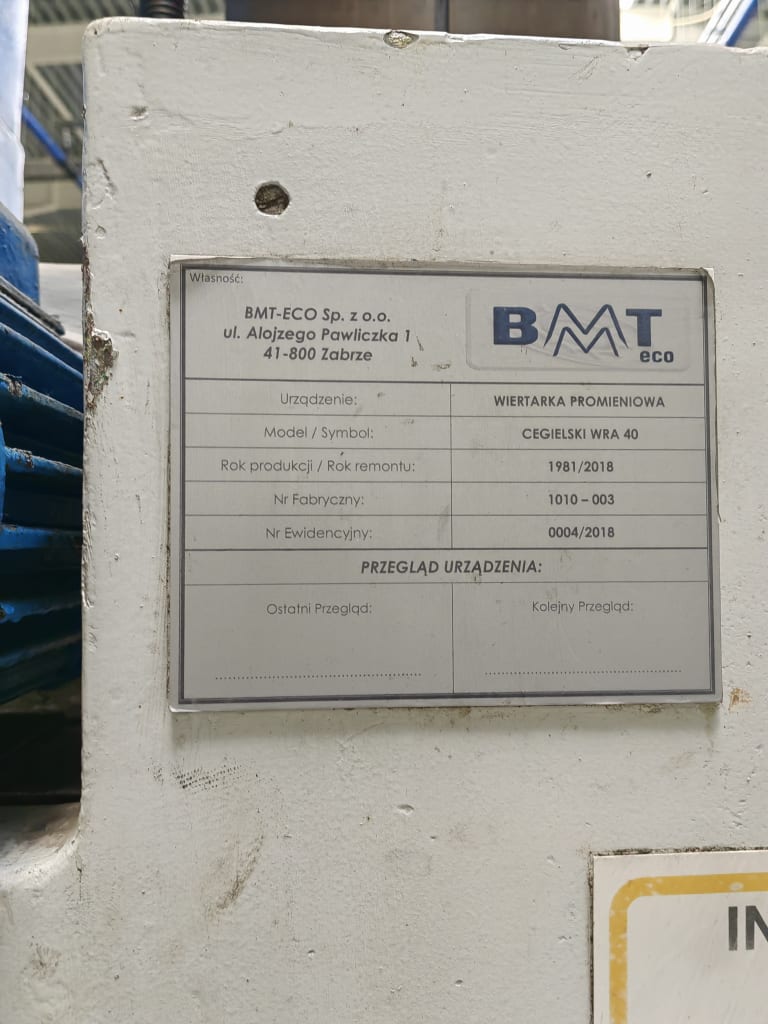 Własność:
BMT-ECO Sp. z o.o.
ul. Alojzego Pawliczka 1
41-800 Zabrze
BMT
eco
Urządzenie: WIERTARKA PROMIENIOWA
Model / Symbol: CEGIELSKI WRA 40
Rok produkcji / Rok remontu: 1981/2018
Nr Fabryczny: 1010 – 003
Nr Ewidencyjny: 0004/2018
PRZEGLĄD URZĄDZENIA:
Ostatni Przegląd: Kolejny Przegląd:
IN